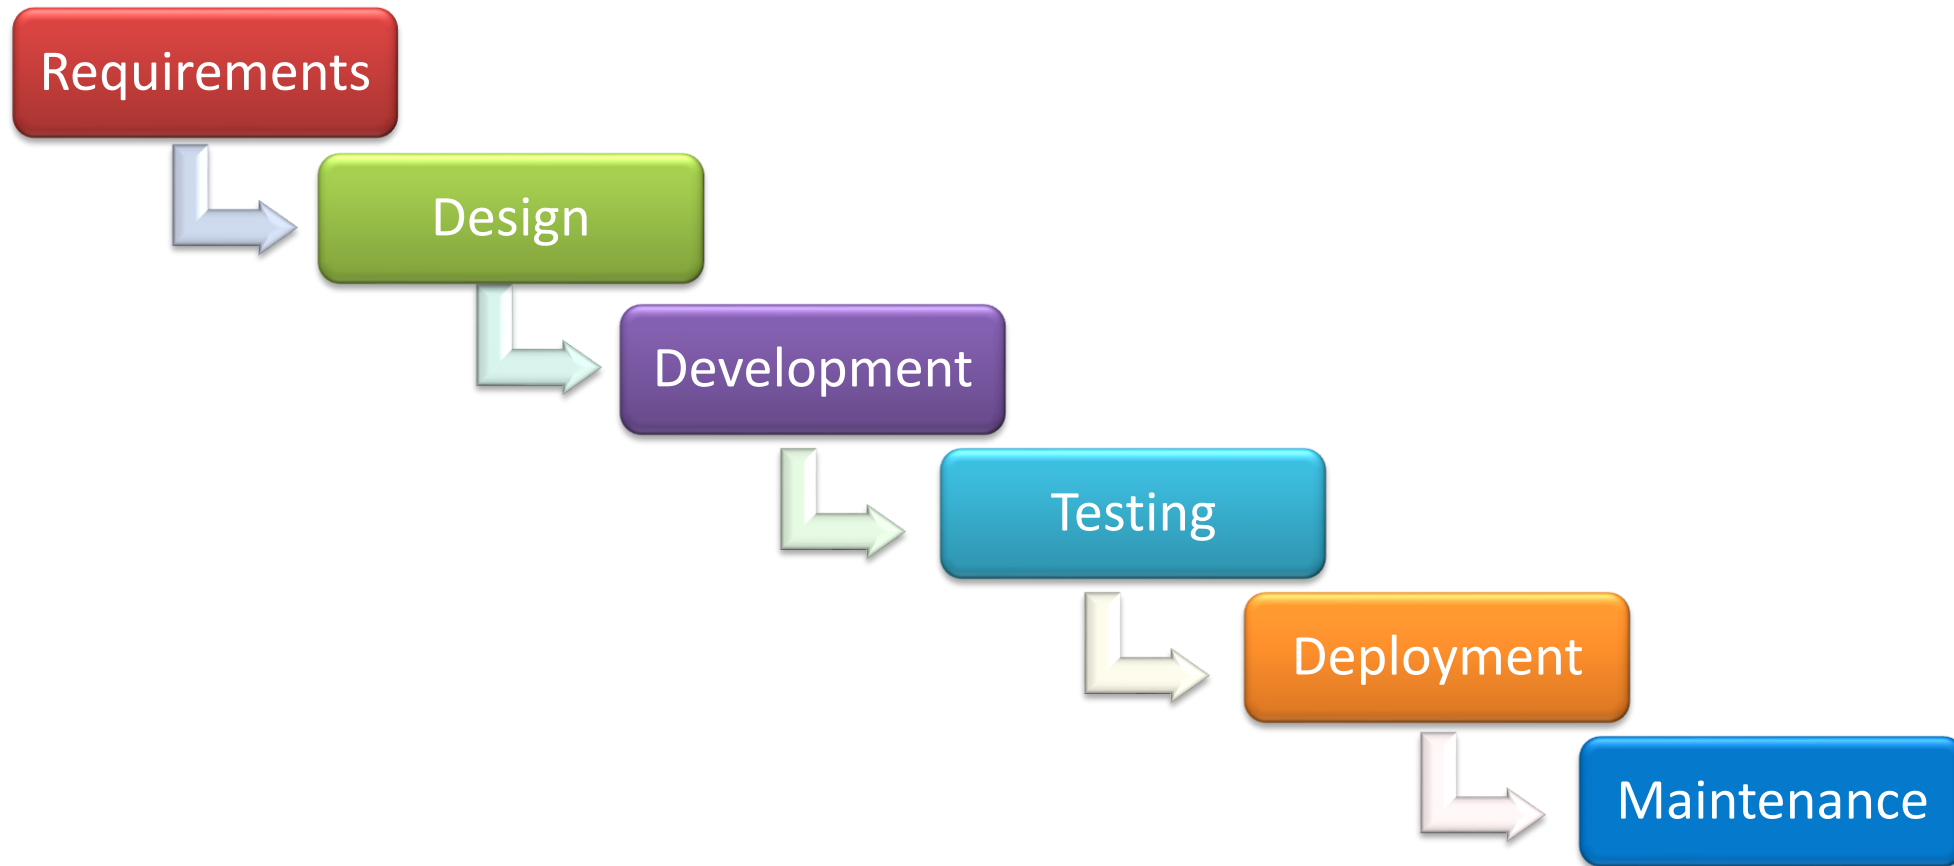 Requirements
Design
Development
Testing
Deployment
Maintenance